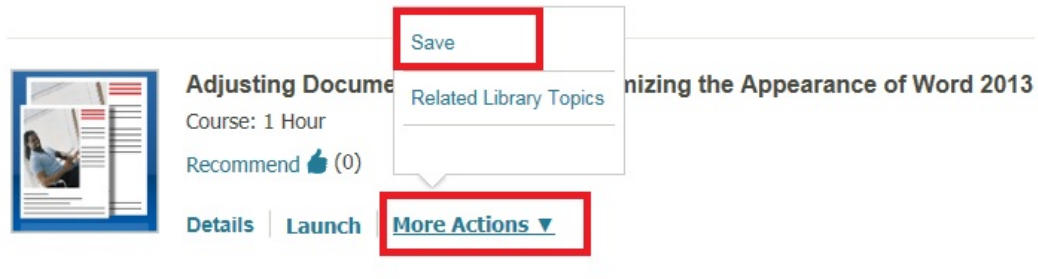 Save
Related Library Topics
Adjusting Docume nizing the Appearance of Word 2013
Course: 1 Hour
Recommend (0)
Details Launch More Actions ▼